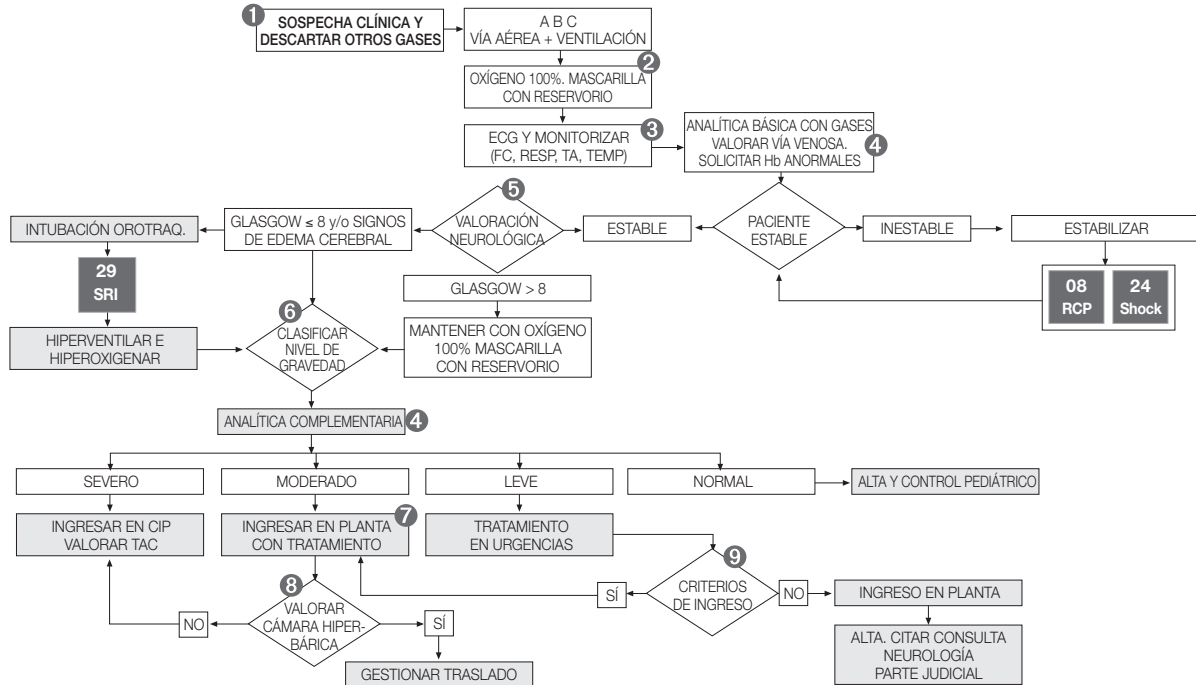 1
SOSPECHA CLÍNICA Y
DESCARTAR OTROS GASES
A B C
VÍA AÉREA + VENTILACIÓN
2
OXÍGENO 100%. MASCARILLA
CON RESERVORIO
3
ECG Y MONITORIZAR
(FC, RESP, TA, TEMP)
ANALÍTICA BÁSICA CON GASES
VALORAR VÍA VENOSA.
SOLICITAR Hb ANORMALES
4
5
VALORACIÓN
NEUROLÓGICA
ESTABLE
PACIENTE
ESTABLE
INESTABLE
ESTABILIZAR
08
RCP
24
Shock
GLASGOW ≤ 8 y/o SIGNOS
DE EDEMA CEREBRAL
INTUBACIÓN OROTRAQ.
29
SRI
HIPERVENTILAR E
HIPEROXIGENAR
GLASGOW > 8
MANTENER CON OXÍGENO
100% MASCARILLA
CON RESERVORIO
6
CLASIFICAR
NIVEL DE
GRAVEDAD
ANALÍTICA COMPLEMENTARIA
4
SEVERO
MODERADO
LEVE
NORMAL
ALTA Y CONTROL PEDIÁTRICO
INGRESAR EN CIP
VALORAR TAC
INGRESAR EN PLANTA
CON TRATAMIENTO
7
TRATAMIENTO
EN URGENCIAS
8
VALORAR
CÁMARA HIPER-
BÁRICA
NO
SÍ
GESTIONAR TRASLADO
9
CRITERIOS
DE INGRESO
SÍ
NO
INGRESO EN PLANTA
ALTA. CITAR CONSULTA
NEUROLOGÍA
PARTE JUDICIAL